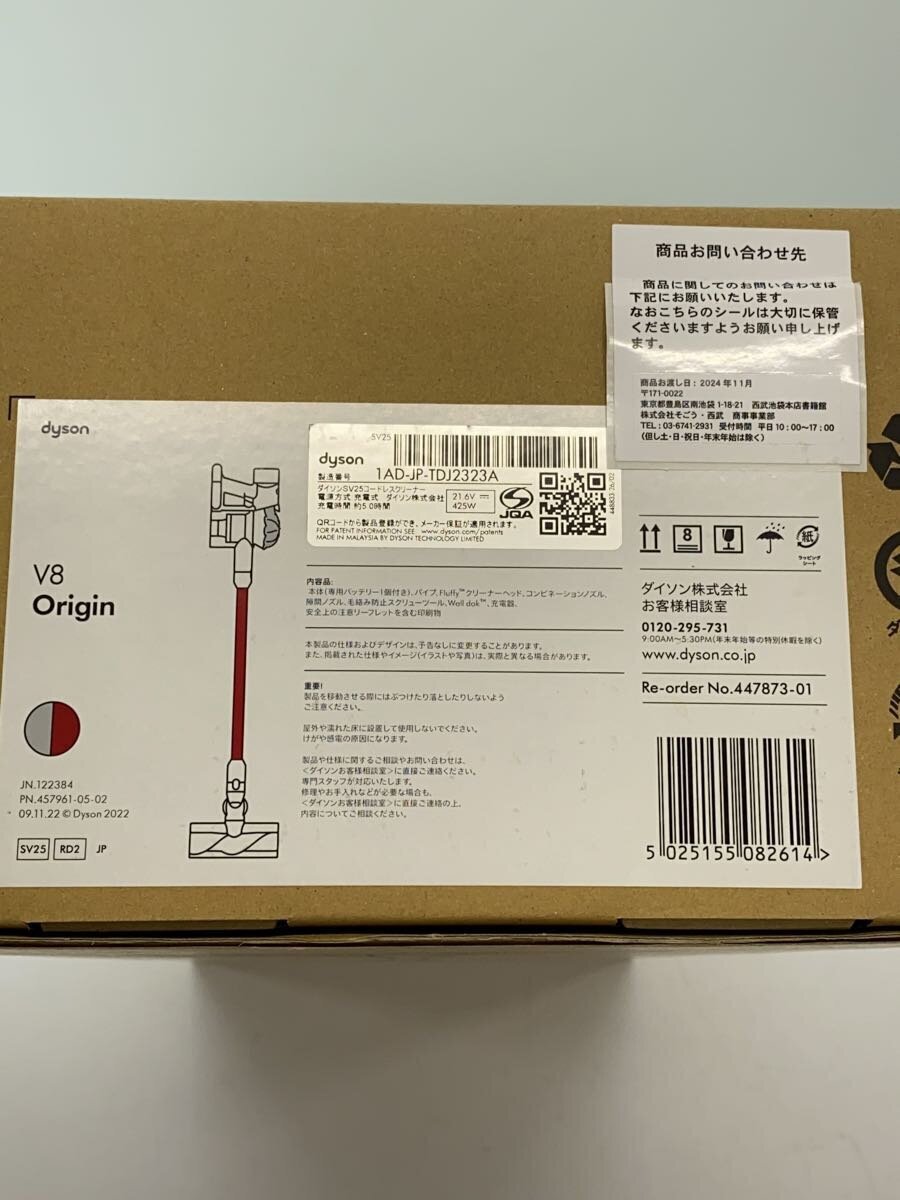 商品お問い合わせ先
商品に関してのお問い合わせは
下記にお願いいたします。
なおこちらのシールは大切に保管
くださいますようお願い申し上げ
ます。
商品お渡し日:2024年11月
〒171-0022
東京都豊島区南池袋1-18-21 西武池袋本店書籍館
株式会社そごう・西武 商事事業部
TEL:03-6741-2931 受付時間 平日10:00~17:00
(但し土・日・祝日・年末年始は除く)
dyson
V8
Origin
JN.122384
PN.457961-05-02
09.11.22 © Dyson 2022
SV25 RD2 JP
SV25
dyson
製造番号 1AD-JP-TDJ2323A
ダイソンSV25コードレスクリーナー
電源方式 充電式 ダイソン株式会社
充電時間 約5.0時間
21.6V
425W
JQA
448833-26/02
QRコードから製品登録ができ、メーカー保証が適用されます。
FOR PATENT INFORMATION SEE: www.dyson.com/patents
MADE IN MALAYSIA BY DYSON TECHNOLOGY LIMITED
内容品:
本体(専用バッテリー1個付き)、パイプ、Fluffy™クリーナーヘッド、コンビネーションノズル、
隙間ノズル、毛絡み防止スクリューツール、Wall dok™、充電器、
安全上の注意リーフレットを含む印刷物
本製品の仕様およびデザインは、予告なしに変更することがあります。
また、掲載された仕様やイメージ(イラストや写真)は、実際と異なる場合があります。
重要!
製品を移動させる際にはぶつけたり落としたりしないよう
ご注意ください。
屋外や濡れた床に設置して使用しないでください。
けがや感電の原因になります。
製品や仕様に関するご相談やお問い合わせは、
<ダイソンお客様相談室>に直接ご連絡ください。
専門スタッフが対応いたします。
修理やお手入れなどが必要な場合も、
<ダイソンお客様相談室>に直接ご連絡の上、
内容についてご相談ください。
8
紙
ラッピング
シート
ダイソン株式会社
お客様相談室
0120-295-731
9:00AM~5:30PM(年末年始等の特別休暇を除く)
www.dyson.co.jp
Re-order No.447873-01
5 025155 082614 >
ダ